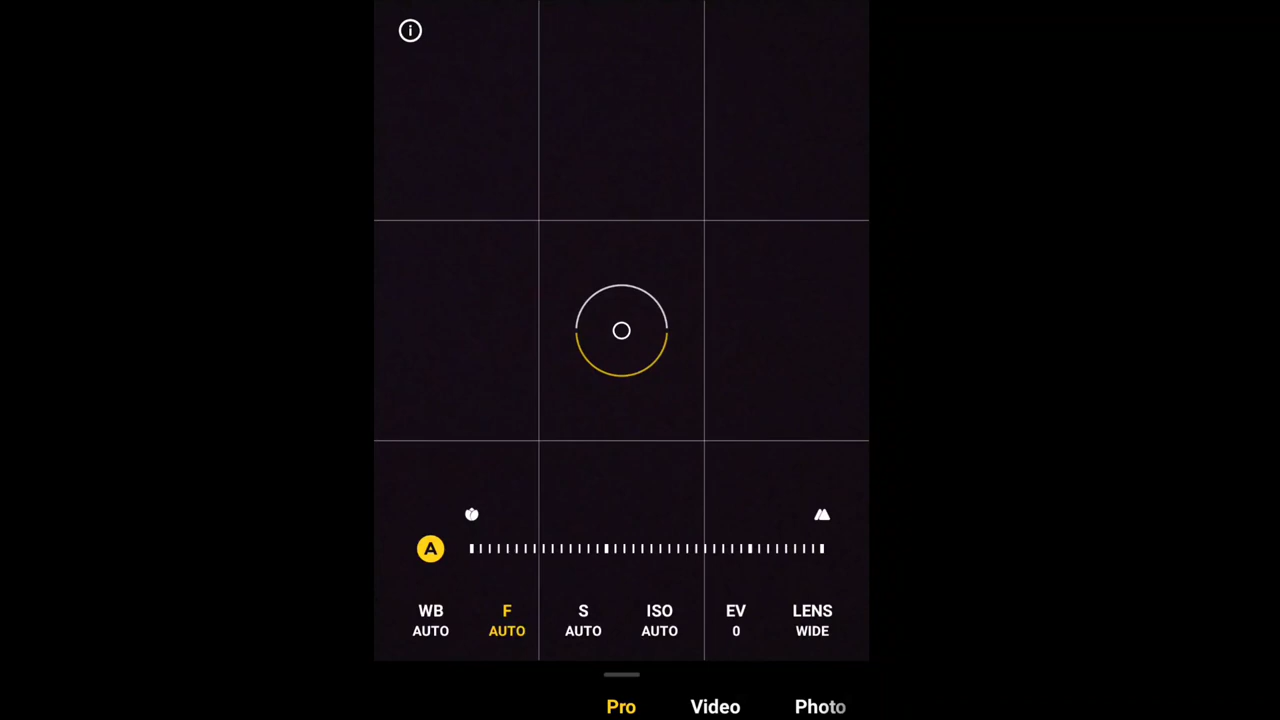 i
A
WB F S ISO EV LENS
AUTO AUTO AUTO AUTO 0 WIDE
Pro Video Photo